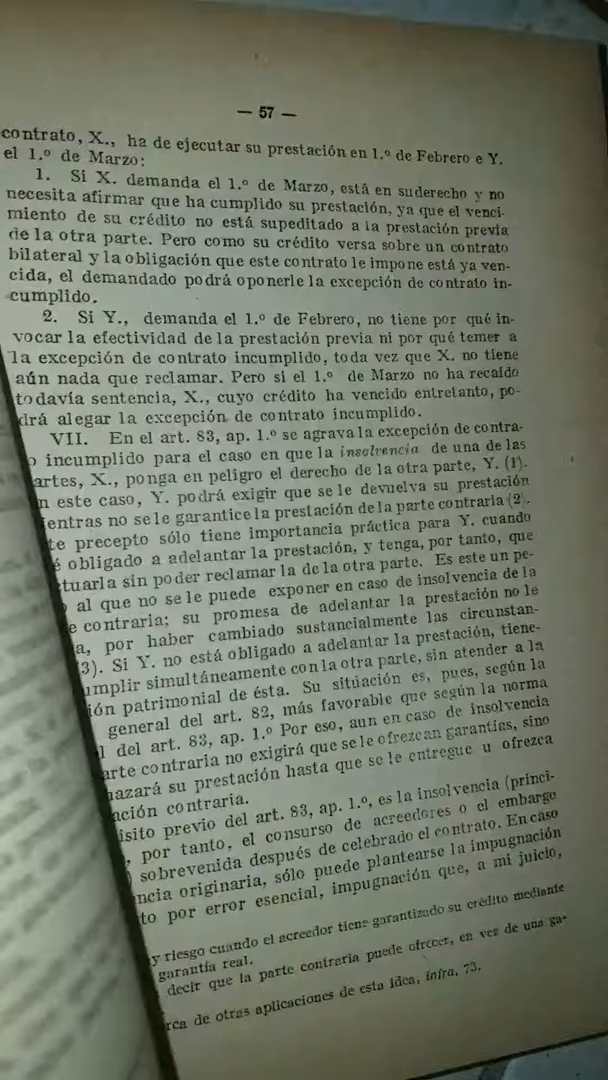 — 57 —
contrato, X., ha de ejecutar su prestación en 1.º de Febrero e Y.
el 1.º de Marzo:
1. Si X. demanda el 1.º de Marzo, está en suderecho y no
necesita afirmar que ha cumplido su prestación, ya que el venci-
miento de su crédito no está supeditado a la prestación previa
de la otra parte. Pero como su crédito versa sobre un contrato
bilateral y la obligación que este contrato le impone está ya ven-
cida, el demandado podrá oponerle la excepción de contrato in-
cumplido.
2. Si Y., demanda el 1.º de Febrero, no tiene por qué in-
vocar la efectividad de la prestación previa ni por qué temer a
la excepción de contrato incumplido, toda vez que X. no tiene
aún nada que reclamar. Pero si el 1.º de Marzo no ha recaído
todavía sentencia, X., cuyo crédito ha vencido entretanto, po-
drá alegar la excepción de contrato incumplido.
VII. En el art. 83, ap. 1.º se agrava la excepción de contra-
o incumplido para el caso en que la insolvencia de una de las
artes, X., ponga en peligro el derecho de la otra parte, Y. (1).
n este caso, Y. podrá exigir que se le devuelva su prestación
ientras no se le garantice la prestación de la parte contraria (2).
te precepto sólo tiene importancia práctica para Y. cuando
é obligado a adelantar la prestación, y tenga, por tanto, que
tuarla sin poder reclamar la de la otra parte. Es este un pe-
al que no se le puede exponer en caso de insolvencia de la
e contraria; su promesa de adelantar la prestación no le
a, por haber cambiado sustancialmente las circunstan-
3). Si Y. no está obligado a adelantar la prestación, tiene-
umplir simultáneamente con la otra parte, sin atender a la
ión patrimonial de ésta. Su situación es, pues, según la
general del art. 82, más favorable que según la norma
l del art. 83, ap. 1.º Por eso, aun en caso de insolvencia
arte contraria no exigirá que se le ofrezcan garantías, sino
hazará su prestación hasta que se le entregue u ofrezca
ación contraria.
isito previo del art. 83, ap. 1.º, es la insolvencia (princi-
, por tanto, el consurso de acreedores o el embargo
) sobrevenida después de celebrado el contrato. En caso
ncia originaria, sólo puede plantearse la impugnación
to por error esencial, impugnación que, a mi juicio,
y riesgo cuando el acreedor tiene garantizado su crédito mediante
garantía real.
decir que la parte contraria puede ofrecer, en vez de una ga-
rca de otras aplicaciones de esta idea, infra, 73.